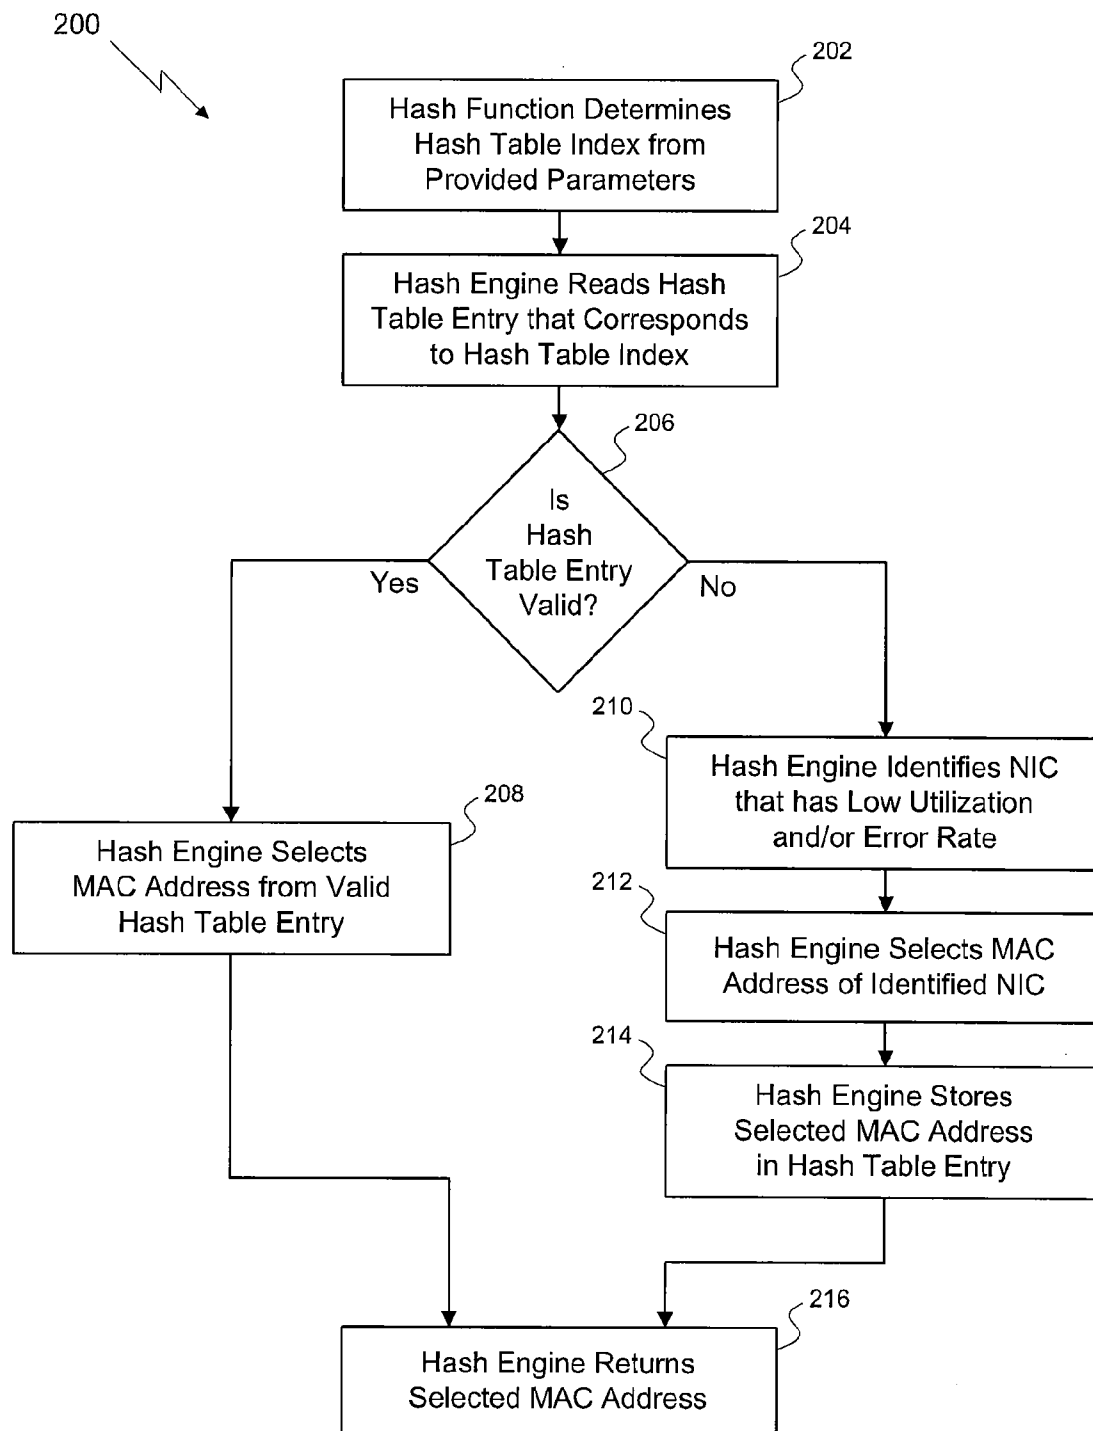 200
202
Hash Function Determines
Hash Table Index from
Provided Parameters
204
Hash Engine Reads Hash
Table Entry that Corresponds
to Hash Table Index
206
Is
Hash
Table Entry
Valid?
Yes
No
208
Hash Engine Selects
MAC Address from Valid
Hash Table Entry
210
Hash Engine Identifies NIC
that has Low Utilization
and/or Error Rate
212
Hash Engine Selects MAC
Address of Identified NIC
214
Hash Engine Stores
Selected MAC Address
in Hash Table Entry
216
Hash Engine Returns
Selected MAC Address